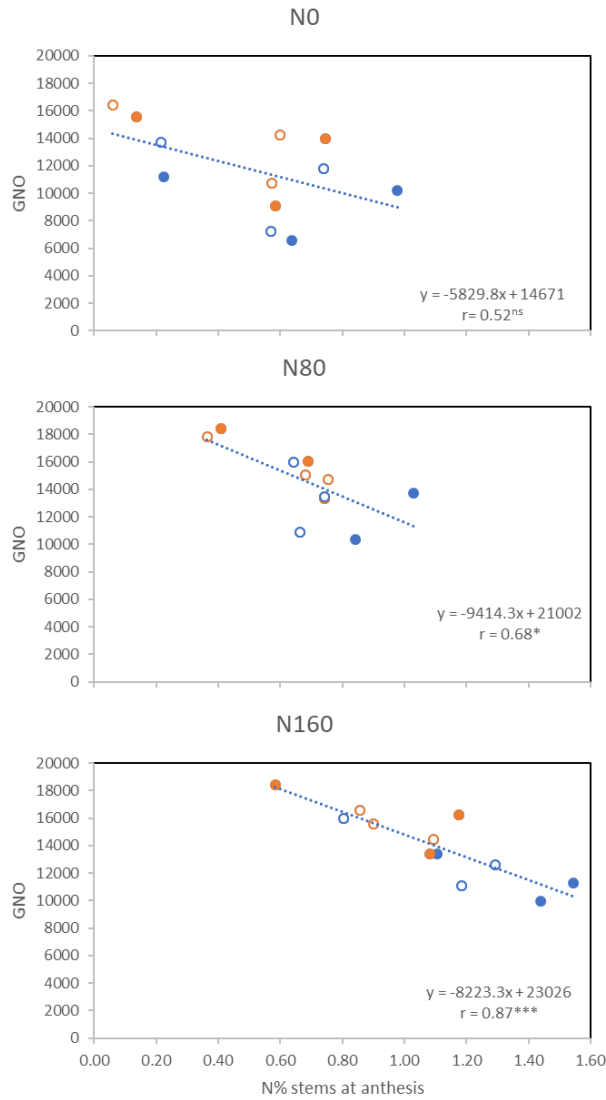 N0
20000
18000
16000
14000
12000
10000
8000
6000
4000
2000
0
GNO
y = -5829.8x + 14671
r= 0.52ns
N80
20000
18000
16000
14000
12000
10000
8000
6000
4000
2000
0
GNO
y = -9414.3x + 21002
r = 0.68*
N160
20000
18000
16000
14000
12000
10000
8000
6000
4000
2000
0
GNO
y = -8223.3x + 23026
r = 0.87***
0.00 0.20 0.40 0.60 0.80 1.00 1.20 1.40 1.60
N% stems at anthesis